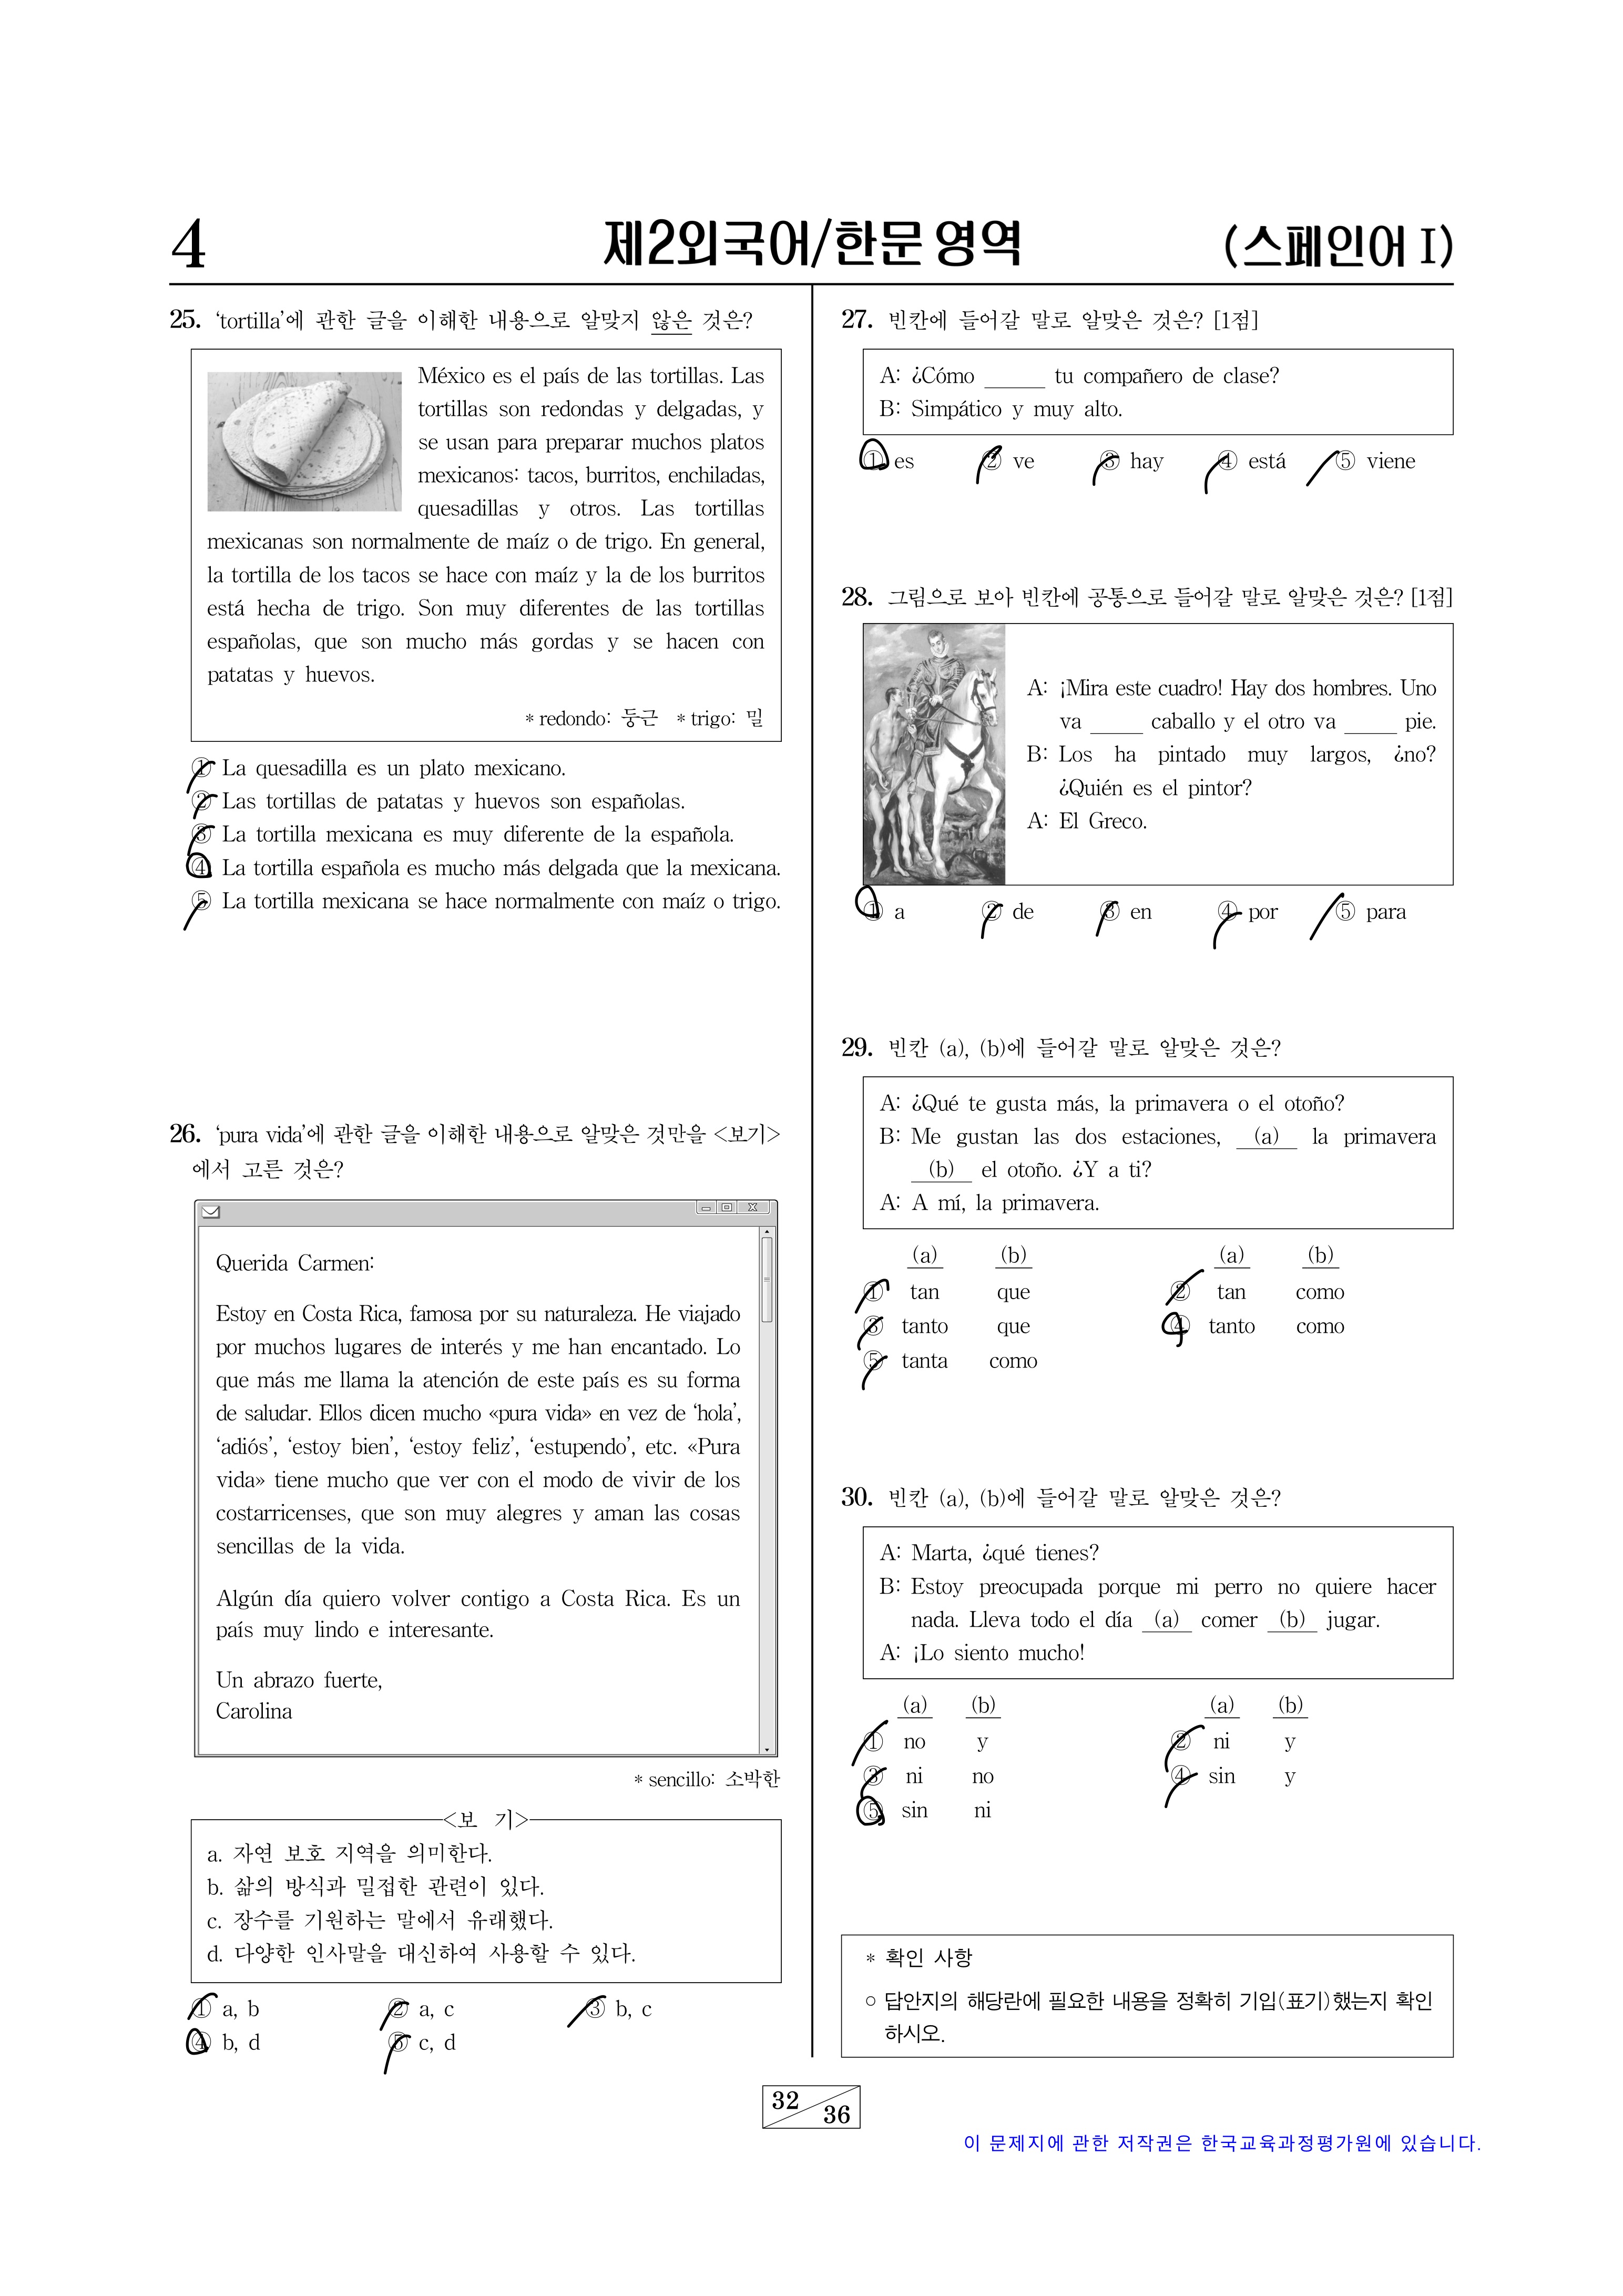 4
제2외국어/한문 영역
(스페인어 I)
25. ‘tortilla’에 관한 글을 이해한 내용으로 알맞지 않은 것은?
México es el país de las tortillas. Las
tortillas son redondas y delgadas, y
se usan para preparar muchos platos
mexicanos: tacos, burritos, enchiladas,
quesadillas y otros. Las tortillas
mexicanas son normalmente de maíz o de trigo. En general,
la tortilla de los tacos se hace con maíz y la de los burritos
está hecha de trigo. Son muy diferentes de las tortillas
españolas, que son mucho más gordas y se hacen con
patatas y huevos.
* redondo: 둥근 * trigo: 밀
① La quesadilla es un plato mexicano.
② Las tortillas de patatas y huevos son españolas.
③ La tortilla mexicana es muy diferente de la española.
④ La tortilla española es mucho más delgada que la mexicana.
⑤ La tortilla mexicana se hace normalmente con maíz o trigo.
26. ‘pura vida’에 관한 글을 이해한 내용으로 알맞은 것만을 <보기>
에서 고른 것은?
Querida Carmen:
Estoy en Costa Rica, famosa por su naturaleza. He viajado
por muchos lugares de interés y me han encantado. Lo
que más me llama la atención de este país es su forma
de saludar. Ellos dicen mucho «pura vida» en vez de ‘hola’,
‘adiós’, ‘estoy bien’, ‘estoy feliz’, ‘estupendo’, etc. «Pura
vida» tiene mucho que ver con el modo de vivir de los
costarricenses, que son muy alegres y aman las cosas
sencillas de la vida.
Algún día quiero volver contigo a Costa Rica. Es un
país muy lindo e interesante.
Un abrazo fuerte,
Carolina
* sencillo: 소박한
<보 기>
a. 자연 보호 지역을 의미한다.
b. 삶의 방식과 밀접한 관련이 있다.
c. 장수를 기원하는 말에서 유래했다.
d. 다양한 인사말을 대신하여 사용할 수 있다.
① a, b ② a, c ③ b, c
④ b, d ⑤ c, d
27. 빈칸에 들어갈 말로 알맞은 것은? [1점]
A: ¿Cómo _____ tu compañero de clase?
B: Simpático y muy alto.
① es ② ve ③ hay ④ está ⑤ viene
28. 그림으로 보아 빈칸에 공통으로 들어갈 말로 알맞은 것은? [1점]
A: ¡Mira este cuadro! Hay dos hombres. Uno
va _____ caballo y el otro va _____ pie.
B: Los ha pintado muy largos, ¿no?
¿Quién es el pintor?
A: El Greco.
① a ② de ③ en ④ por ⑤ para
29. 빈칸 (a), (b)에 들어갈 말로 알맞은 것은?
A: ¿Qué te gusta más, la primavera o el otoño?
B: Me gustan las dos estaciones, (a) la primavera
(b) el otoño. ¿Y a ti?
A: A mí, la primavera.
(a) (b) (a) (b)
① tan que ② tan como
③ tanto que ④ tanto como
⑤ tanta como
30. 빈칸 (a), (b)에 들어갈 말로 알맞은 것은?
A: Marta, ¿qué tienes?
B: Estoy preocupada porque mi perro no quiere hacer
nada. Lleva todo el día (a) comer (b) jugar.
A: ¡Lo siento mucho!
(a) (b) (a) (b)
① no y ② ni y
③ ni no ④ sin y
⑤ sin ni
* 확인 사항
○ 답안지의 해당란에 필요한 내용을 정확히 기입(표기)했는지 확인
하시오.
32 36
이 문제지에 관한 저작권은 한국교육과정평가원에 있습니다.